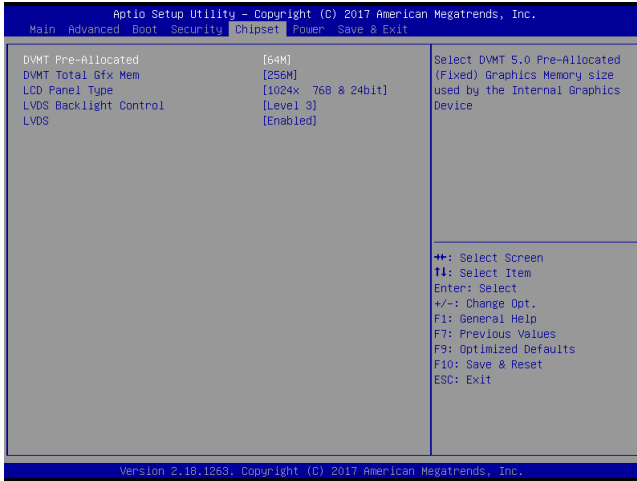 Aptio Setup Utility – Copyright (C) 2017 American Megatrends, Inc.
Main Advanced Boot Security Chipset Power Save & Exit
DVMT Pre-Allocated [64M]
DVMT Total Gfx Mem [256M]
LCD Panel Type [1024x 768 & 24bit]
LVDS Backlight Control [Level 3]
LVDS [Enabled]
Select DVMT 5.0 Pre-Allocated
(Fixed) Graphics Memory size
used by the Internal Graphics
Device
→←: Select Screen
↑↓: Select Item
Enter: Select
+/-: Change Opt.
F1: General Help
F7: Previous Values
F9: Optimized Defaults
F10: Save & Reset
ESC: Exit
Version 2.18.1263. Copyright (C) 2017 American Megatrends, Inc.